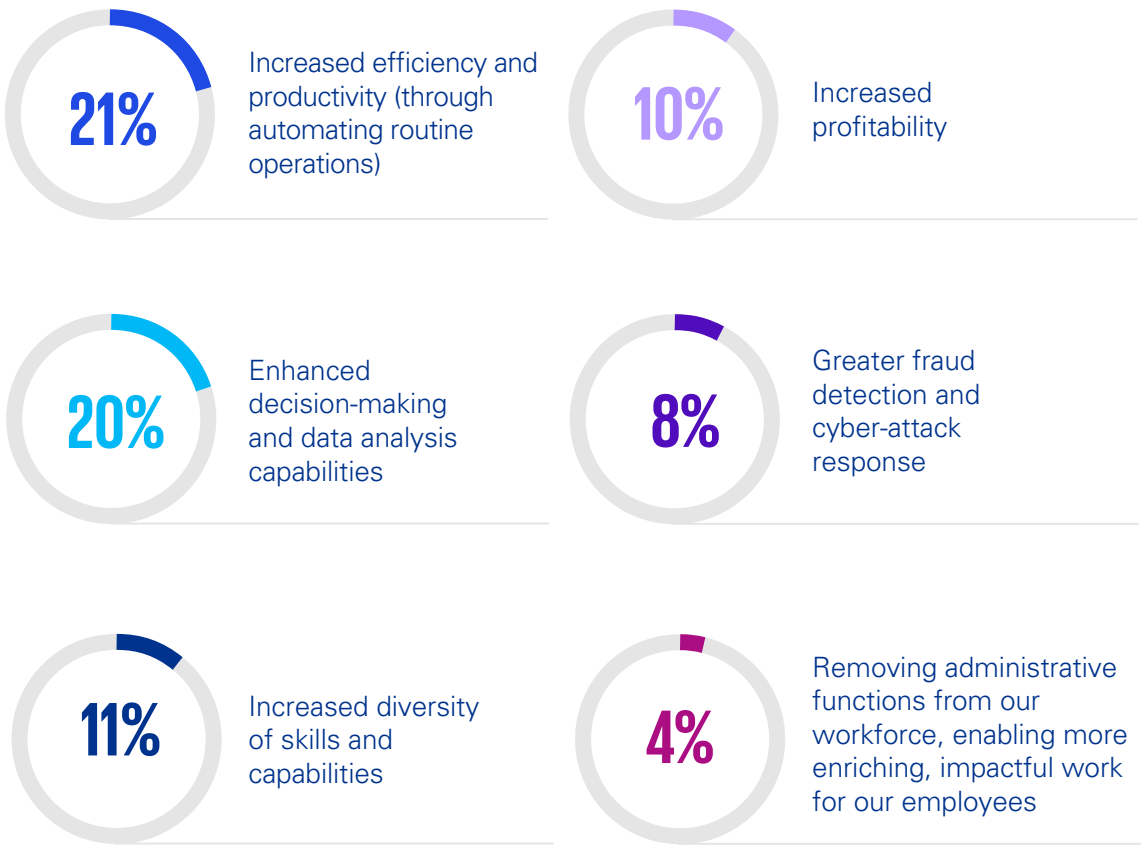 21%
Increased efficiency and
productivity (through
automating routine
operations)
10%
Increased
profitability
20%
Enhanced
decision-making
and data analysis
capabilities
8%
Greater fraud
detection and
cyber-attack
response
11%
Increased diversity
of skills and
capabilities
4%
Removing administrative
functions from our
workforce, enabling more
enriching, impactful work
for our employees